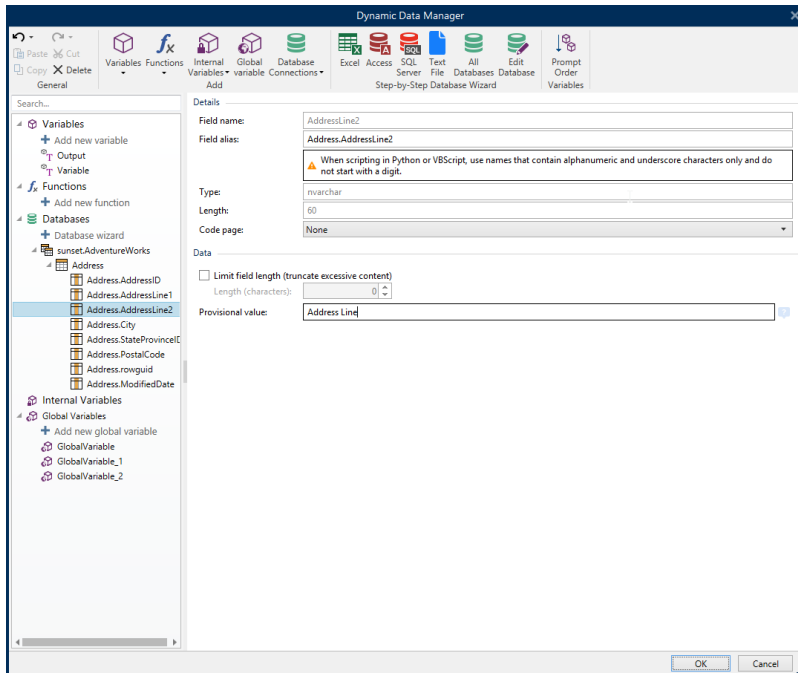 Dynamic Data Manager
Paste Cut
Copy Delete
General
Variables Functions
Internal Variables
Global variable
Database Connections
Add
Excel Access SQL Server Text File All Databases Edit Database
Step-by-Step Database Wizard
Prompt Order
Variables
Search...
Variables
Add new variable
Output
Variable
Functions
Add new function
Databases
Database wizard
sunset.AdventureWorks
Address
Address.AddressID
Address.AddressLine1
Address.AddressLine2
Address.City
Address.StateProvinceID
Address.PostalCode
Address.rowguid
Address.ModifiedDate
Internal Variables
Global Variables
Add new global variable
GlobalVariable
GlobalVariable_1
GlobalVariable_2
Details
Field name: AddressLine2
Field alias: Address.AddressLine2
When scripting in Python or VBScript, use names that contain alphanumeric and underscore characters only and do
not start with a digit.
Type: nvarchar
Length: 60
Code page: None
Data
Limit field length (truncate excessive content)
Length (characters): 0
Provisional value: Address Line
OK Cancel